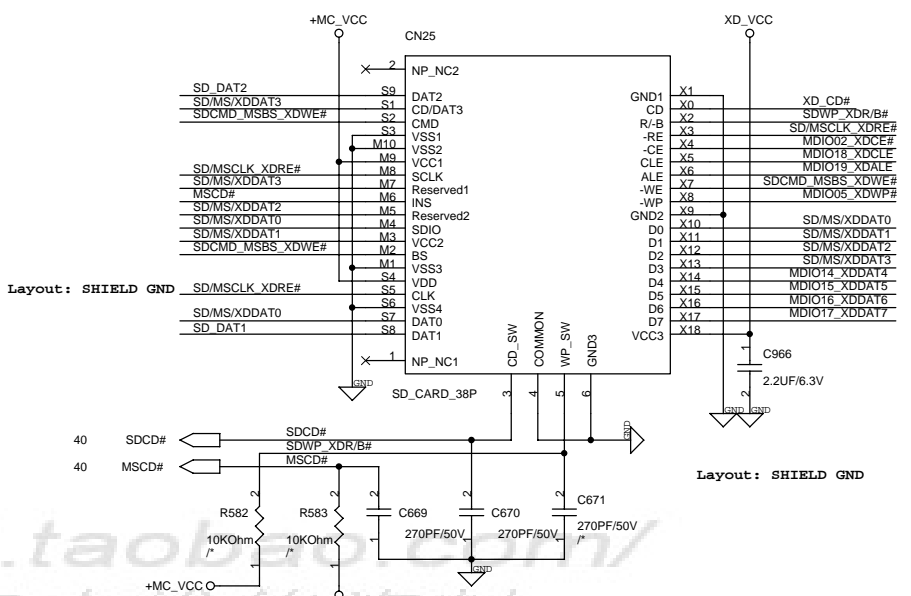 +MC_VCC
XD_VCC
CN25
2
NP_NC2
SD_DAT2 S9 DAT2
SD/MS/XDDAT3 S1 CD/DAT3
SDCMD_MSBS_XDWE# S2 CMD
S3 VSS1
M10 VSS2
M9 VCC1
SD/MSCLK_XDRE# M8 SCLK
SD/MS/XDDAT3 M7 Reserved1
MSCD# M6 INS
SD/MS/XDDAT2 M5 Reserved2
SD/MS/XDDAT0 M4 SDIO
SD/MS/XDDAT1 M3 VCC2
SDCMD_MSBS_XDWE# M2 BS
M1 VSS3
S4 VDD
Layout: SHIELD GND
SD/MSCLK_XDRE# S5 CLK
S6 VSS4
SD/MS/XDDAT0 S7 DAT0
SD_DAT1 S8 DAT1
1
NP_NC1
GND1 X1
CD X0 XD_CD#
R/-B X2 SDWP_XDR/B#
-RE X3 SD/MSCLK_XDRE#
-CE X4 MDIO02_XDCE#
CLE X5 MDIO18_XDCLE
ALE X6 MDIO19_XDALE
-WE X7 SDCMD_MSBS_XDWE#
-WP X8 MDIO05_XDWP#
GND2 X9
D0 X10 SD/MS/XDDAT0
D1 X11 SD/MS/XDDAT1
D2 X12 SD/MS/XDDAT2
D3 X13 SD/MS/XDDAT3
D4 X14 MDIO14_XDDAT4
D5 X15 MDIO15_XDDAT5
D6 X16 MDIO16_XDDAT6
D7 X17 MDIO17_XDDAT7
VCC3 X18
CD_SW
COMMON
WP_SW
GND3
3
4
5
6
1
C966
2.2UF/6.3V
2
GND
SD_CARD_38P
GND
GND
GND
40 SDCD# SDCD#
SDWP_XDR/B#
40 MSCD# MSCD#
Layout: SHIELD GND
2
R582
10KOhm
/*
1
2
R583
10KOhm
/*
1
2
C669
270PF/50V
1
2
C670
270PF/50V
1
2
C671
270PF/50V
/*
1
GND
+MC_VCC
.taobao.com/